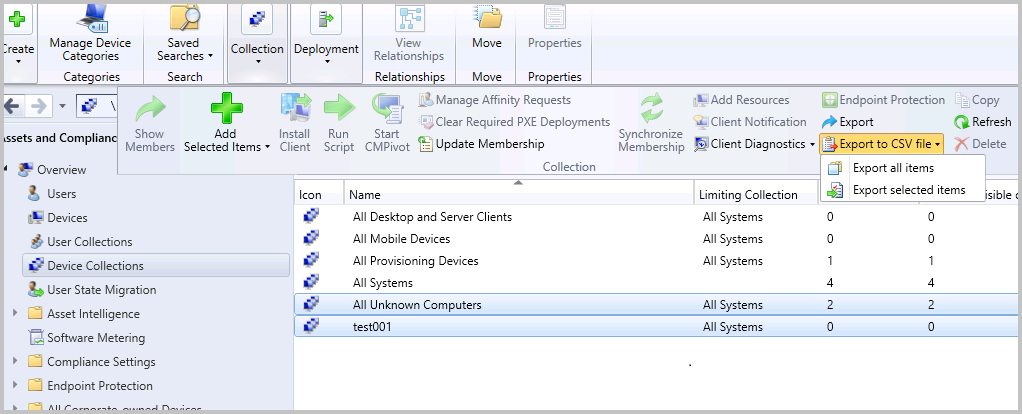 Create
Manage Device
Categories
Categories
Saved
Searches
Search
Collection
Deployment
View
Relationships
Relationships
Move
Move
Properties
Properties
\
Show
Members
Add
Selected Items
Install
Client
Run
Script
Start
CMPivot
Manage Affinity Requests
Clear Required PXE Deployments
Update Membership
Synchronize
Membership
Add Resources
Client Notification
Client Diagnostics
Endpoint Protection
Export
Export to CSV file
Copy
Refresh
Delete
Collection
Export all items
Export selected items
Assets and Complianc
Overview
Users
Devices
User Collections
Device Collections
User State Migration
Asset Intelligence
Software Metering
Compliance Settings
Endpoint Protection
All Corporate-owned Devices
Icon Name Limiting Collection isible
All Desktop and Server Clients All Systems 0 0
All Mobile Devices All Systems 0 0
All Provisioning Devices All Systems 1 1
All Systems 4 4
All Unknown Computers All Systems 2 2
test001 All Systems 0 0